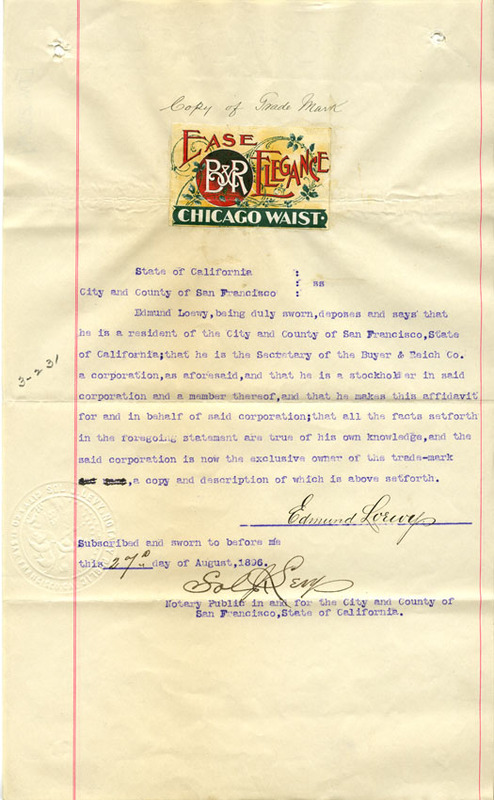 Copy of Trade Mark
EASE
B&R ELEGANCE
CHICAGO WAIST.
State of California :
: ss
City and County of San Francisco :
Edmund Loewy, being duly sworn, deposes and says that
he is a resident of the City and County of San Francisco, State
of California; that he is the Secretary of the Buyer & Reich Co.
a corporation, as aforesaid, and that he is a stockholder in said
corporation and a member thereof, and that he makes this affidavit
for and in behalf of said corporation; that all the facts setforth
in the foregoing statement are true of his own knowledge, and the
said corporation is now the exclusive owner of the trade-mark
, a copy and description of which is above setforth.
3-231
Edmund Loewy
Subscribed and sworn to before me
this 27th day of August, 1896.
Sol. J. Levy
Notary Public in and for the City and County of
San Francisco, State of California.